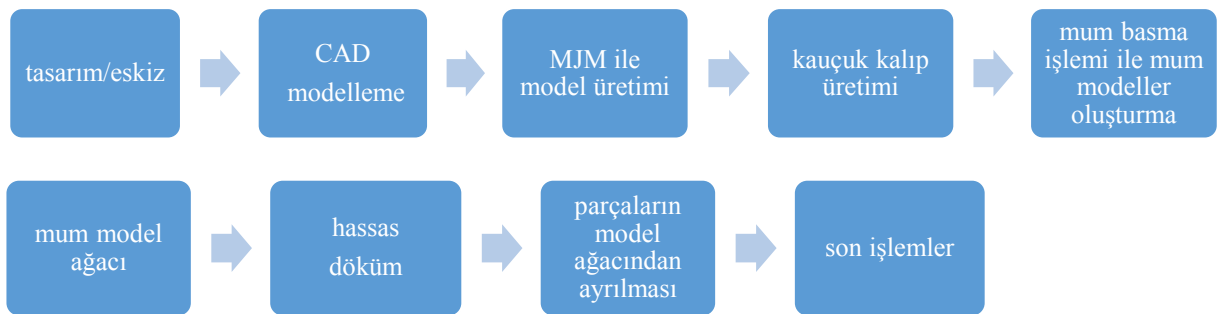 tasarım/eskiz
CAD
modelleme
MJM ile
model üretimi
kauçuk kalıp
üretimi
mum basma
işlemi ile mum
modeller
oluşturma
mum model
ağacı
hassas
döküm
parçaların
model
ağacından
ayrılması
son işlemler